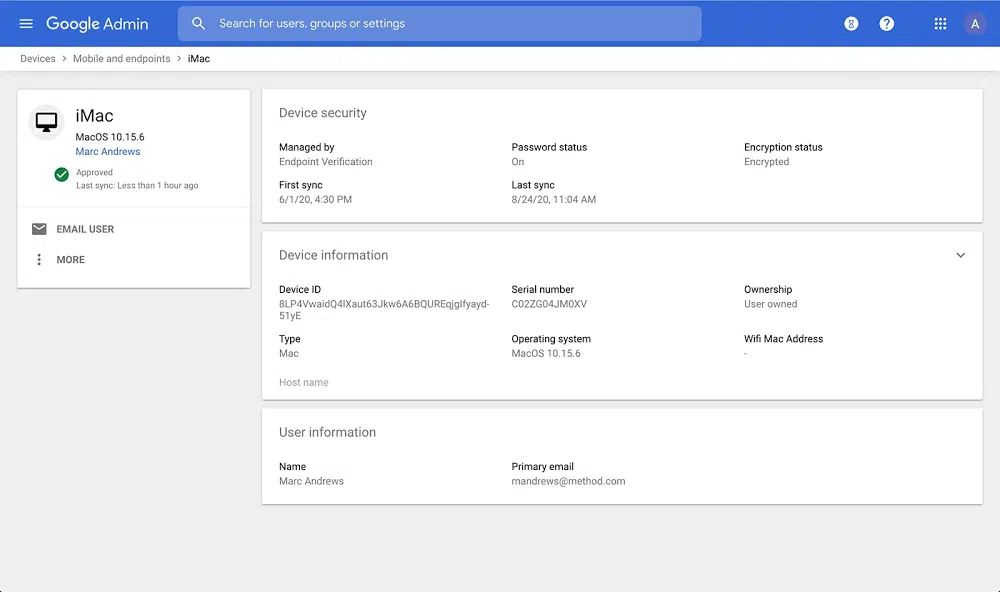 Google Admin
Search for users, groups or settings
A
Devices > Mobile and endpoints > iMac
iMac
MacOS 10.15.6
Marc Andrews
Approved
Last sync: Less than 1 hour ago
EMAIL USER
MORE
Device security
Managed by
Endpoint Verification
Password status
On
Encryption status
Encrypted
First sync
6/1/20, 4:30 PM
Last sync
8/24/20, 11:04 AM
Device information
Device ID
8LP4VwaidQ4IXaut63Jkw6A6BQUREqjgIfyayd-
51yE
Serial number
C02ZG04JM0XV
Ownership
User owned
Type
Mac
Operating system
MacOS 10.15.6
Wifi Mac Address
-
Host name
User information
Name
Marc Andrews
Primary email
mandrews@method.com